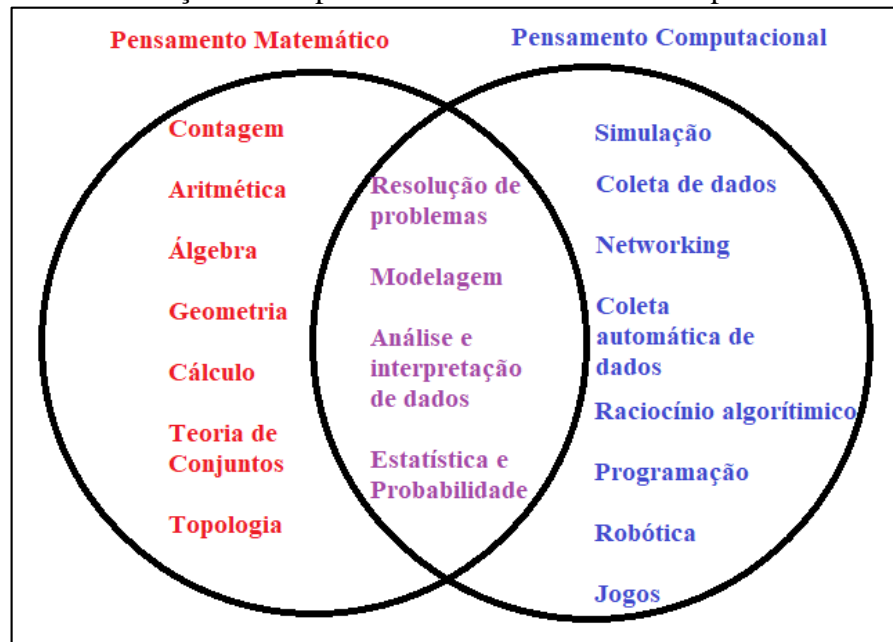 Pensamento Matemático
Pensamento Computacional
Contagem
Aritmética
Álgebra
Geometria
Cálculo
Teoria de
Conjuntos
Topologia
Resolução de
problemas
Modelagem
Análise e
interpretação
de dados
Estatística e
Probabilidade
Simulação
Coleta de dados
Networking
Coleta
automática de
dados
Raciocínio algorítimico
Programação
Robótica
Jogos